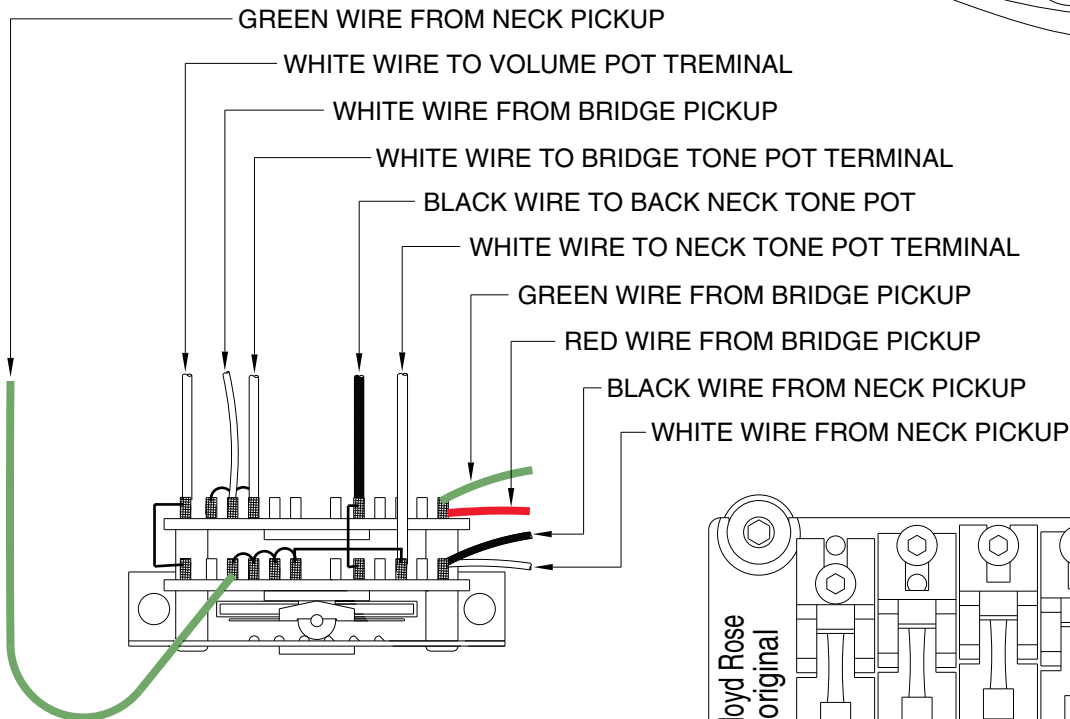 GREEN WIRE FROM NECK PICKUP
WHITE WIRE TO VOLUME POT TREMINAL
WHITE WIRE FROM BRIDGE PICKUP
WHITE WIRE TO BRIDGE TONE POT TERMINAL
BLACK WIRE TO BACK NECK TONE POT
WHITE WIRE TO NECK TONE POT TERMINAL
GREEN WIRE FROM BRIDGE PICKUP
RED WIRE FROM BRIDGE PICKUP
BLACK WIRE FROM NECK PICKUP
WHITE WIRE FROM NECK PICKUP
loyd Rose
original